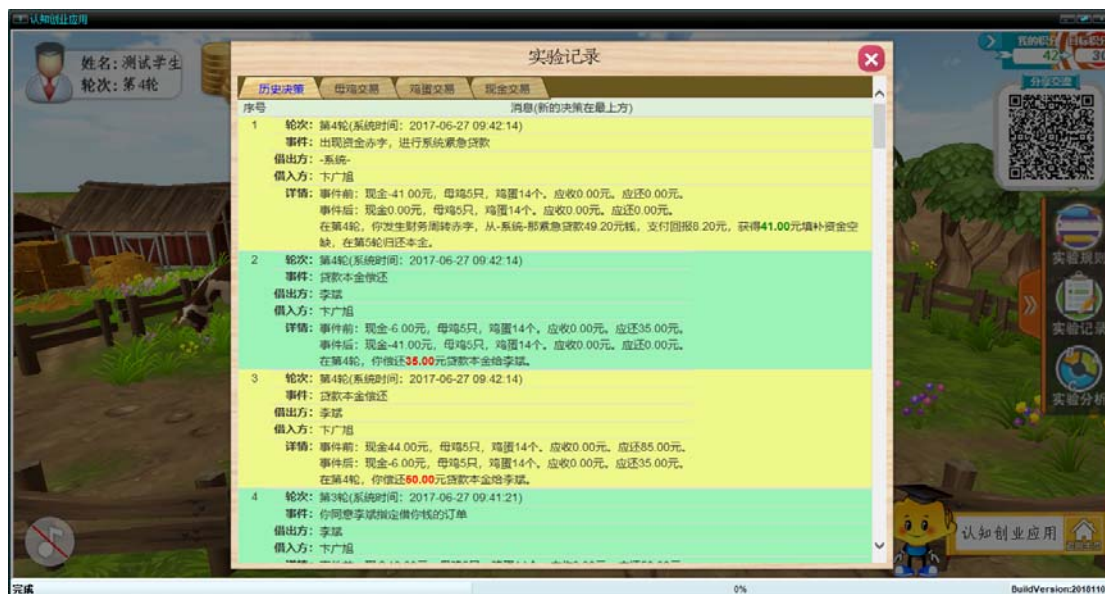 认知创业应用
姓名:测试学生
轮次:第4轮
实验记录
我的积分 目标积分
42
30
分享交流
历史决策 母鸡交易 鸡蛋交易 现金交易
序号 消息(新的决策在最上方)
1 轮次: 第4轮(系统时间: 2017-06-27 09:42:14)
事件: 出现资金赤字, 进行系统紧急贷款
借出方: -系统-
借入方: 卞广旭
详情: 事件前: 现金-41.00元, 母鸡5只, 鸡蛋14个。应收0.00元。应还0.00元。
事件后: 现金0.00元, 母鸡5只, 鸡蛋14个。应收0.00元。应还0.00元。
在第4轮, 你发生财务周转赤字, 从-系统-那紧急贷款49.20元钱, 支付回报8.20元, 获得41.00元填补资金空
缺, 在第5轮归还本金。
2 轮次: 第4轮(系统时间: 2017-06-27 09:42:14)
事件: 贷款本金偿还
借出方: 李斌
借入方: 卞广旭
详情: 事件前: 现金-6.00元, 母鸡5只, 鸡蛋14个。应收0.00元。应还35.00元。
事件后: 现金-41.00元, 母鸡5只, 鸡蛋14个。应收0.00元。应还0.00元。
在第4轮, 你偿还35.00元贷款本金给李斌。
3 轮次: 第4轮(系统时间: 2017-06-27 09:42:14)
事件: 贷款本金偿还
借出方: 李斌
借入方: 卞广旭
详情: 事件前: 现金44.00元, 母鸡5只, 鸡蛋14个。应收0.00元。应还85.00元。
事件后: 现金-6.00元, 母鸡5只, 鸡蛋14个。应收0.00元。应还35.00元。
在第4轮, 你偿还50.00元贷款本金给李斌。
4 轮次: 第3轮(系统时间: 2017-06-27 09:41:21)
事件: 你同意李斌指定借你钱的订单
借出方: 李斌
借入方: 卞广旭
实验规则
实验记录
实验分析
认知创业应用
完成
0%
BuildVersion:2018110